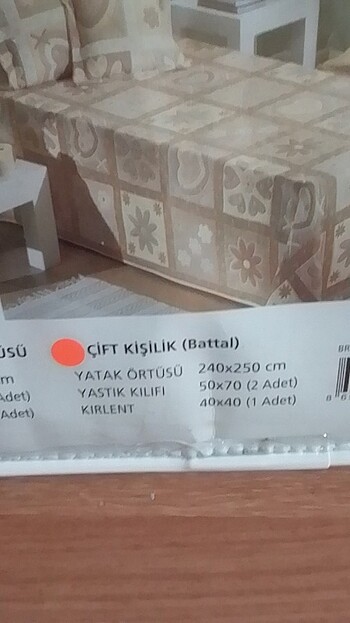 ÜSÜ
ÇİFT KİŞİLİK (Battal)
YATAK ÖRTÜSÜ 240x250 cm
YASTIK KILIFI 50x70 (2 Adet)
KIRLENT 40x40 (1 Adet)
m
Adet)
Adet)
BR